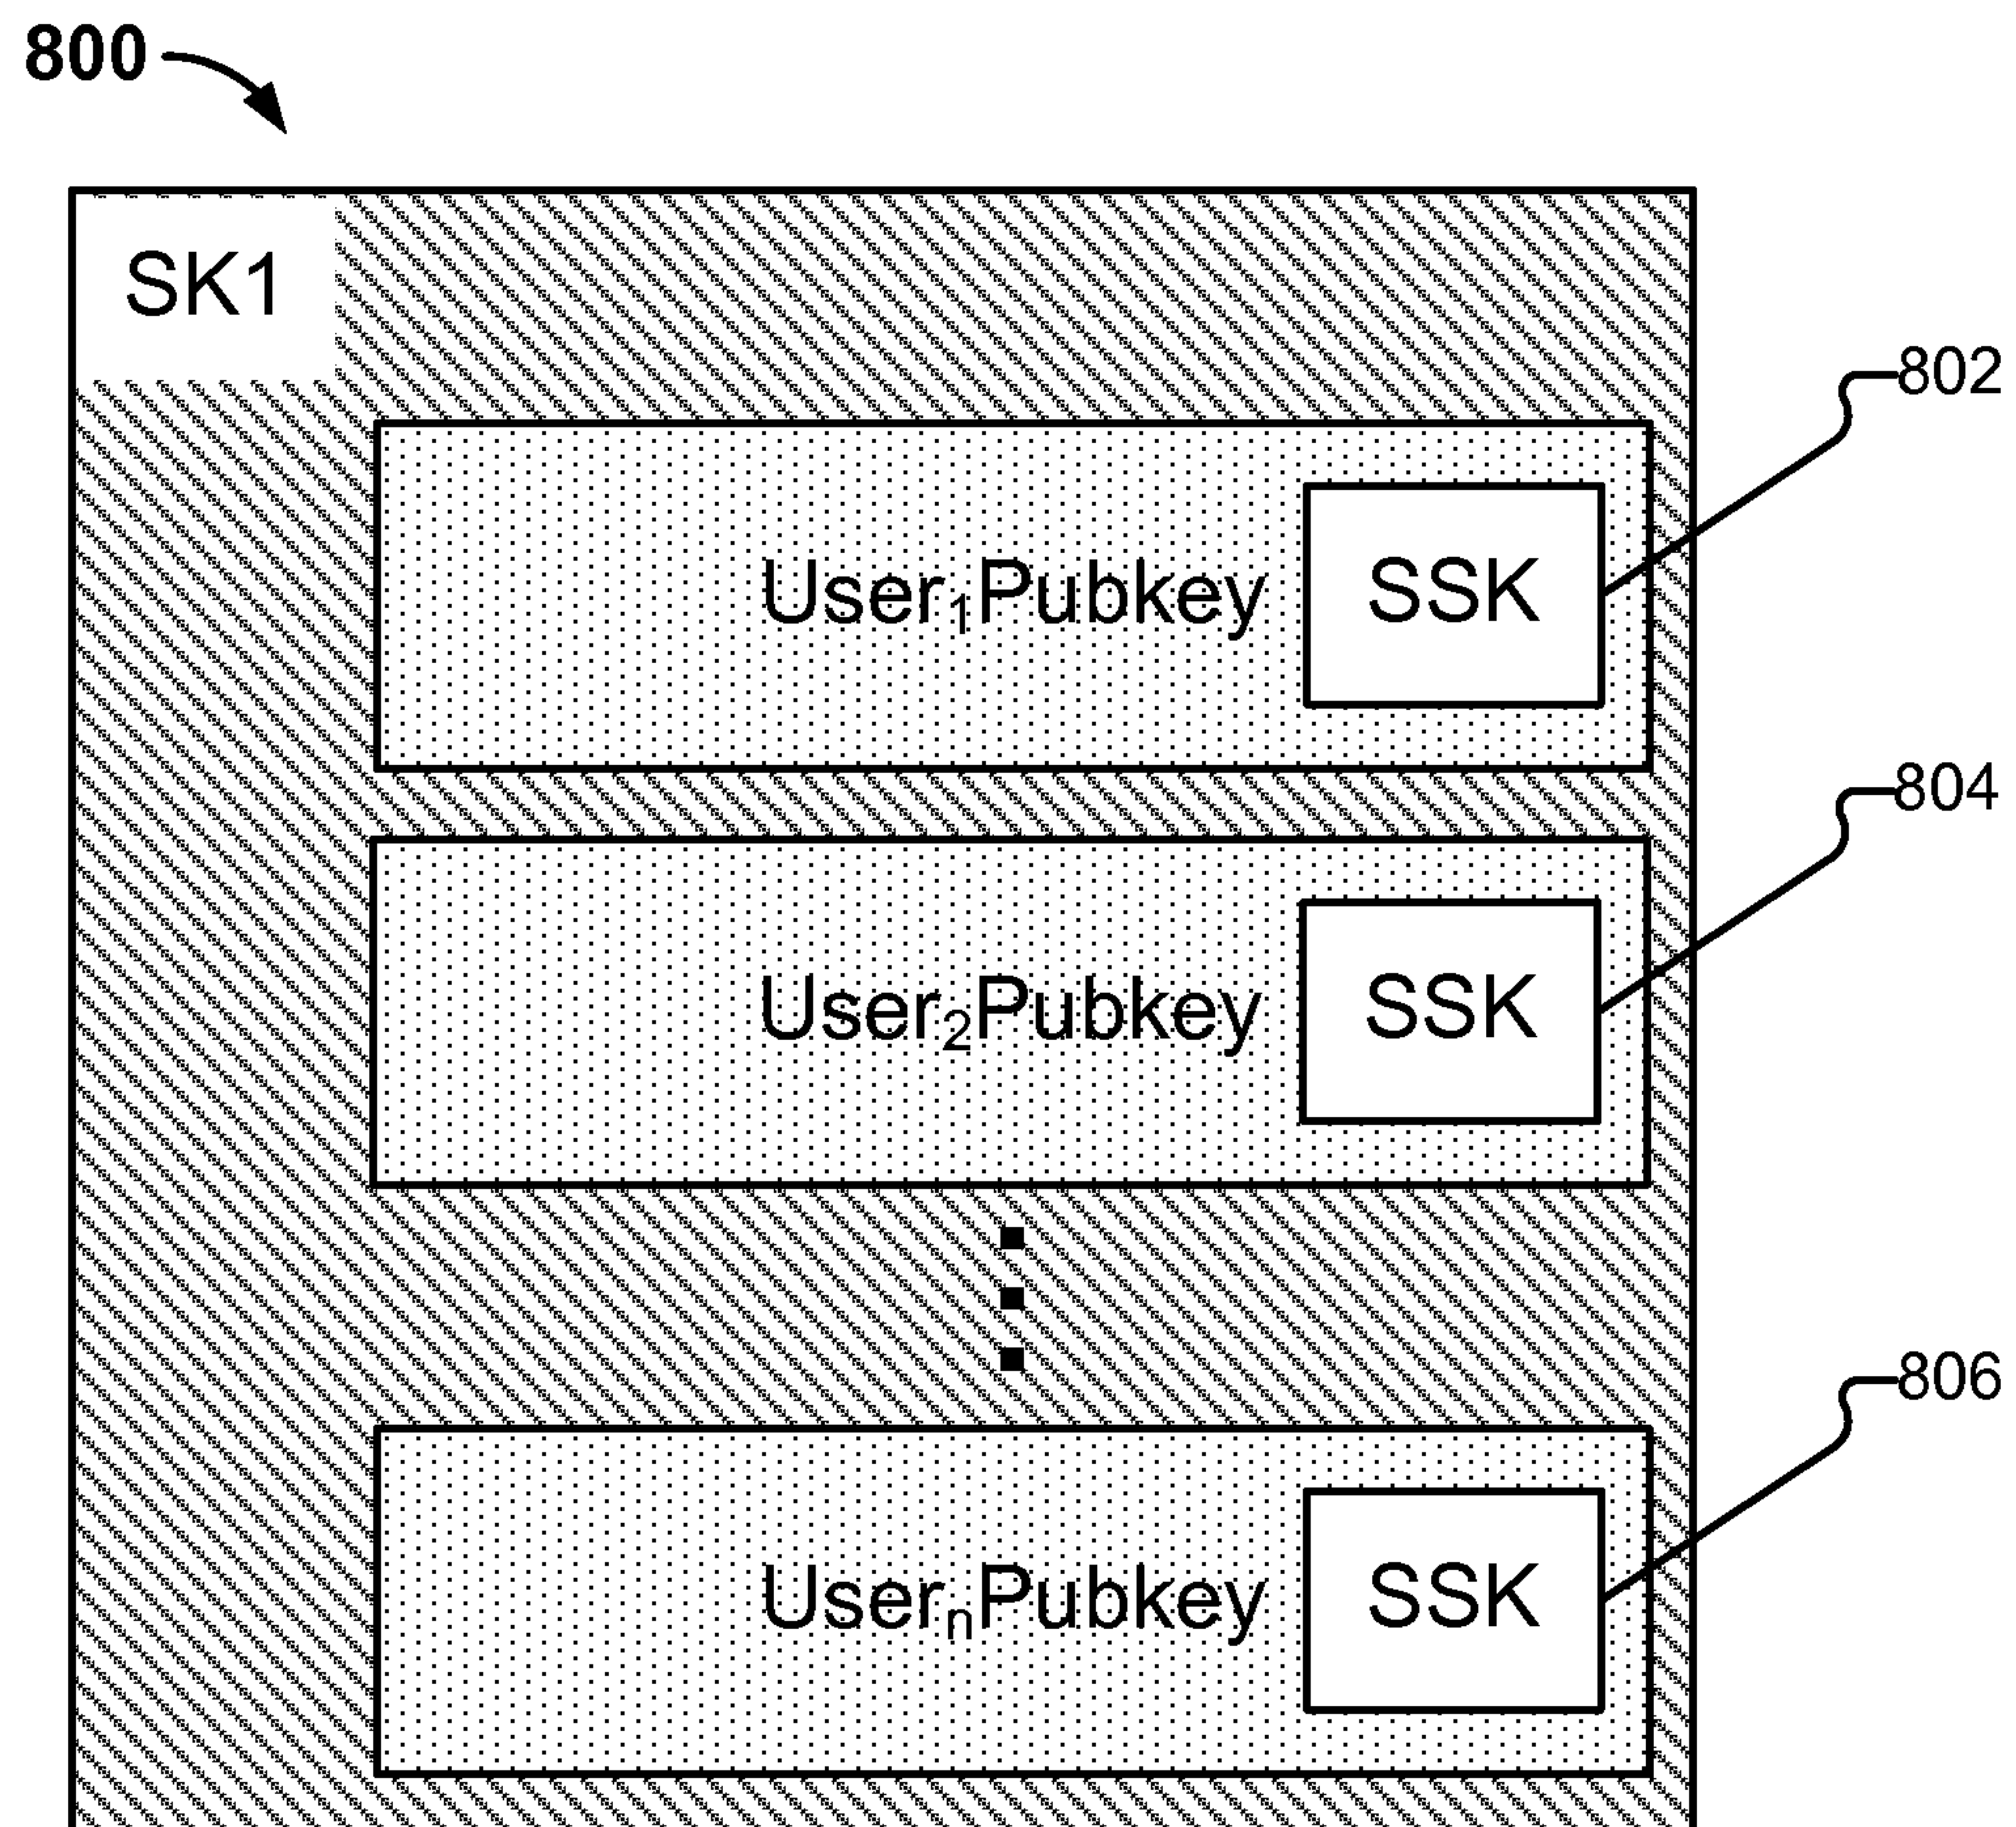 800
SK1
802
User₁Pubkey SSK
804
User₂Pubkey SSK
806
UserₙPubkey SSK